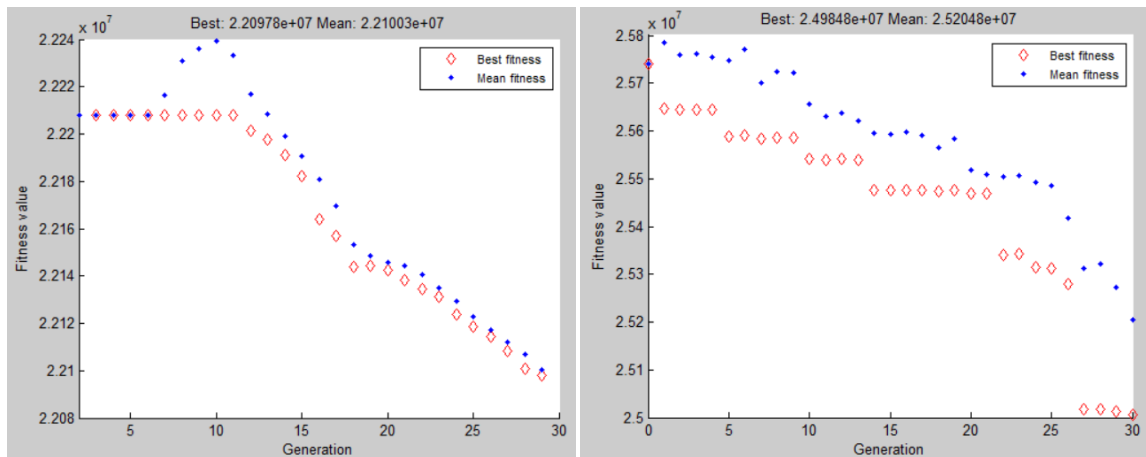 Best: 2.20978e+07 Mean: 2.21003e+07
x 10^7
2.224
2.222
2.22
2.218
2.216
2.214
2.212
2.21
2.208
Fitness value
Best fitness
Mean fitness
5 10 15 20 25 30
Generation
Best: 2.49848e+07 Mean: 2.52048e+07
x 10^7
2.58
2.57
2.56
2.55
2.54
2.53
2.52
2.51
2.5
Fitness value
Best fitness
Mean fitness
0 5 10 15 20 25 30
Generation